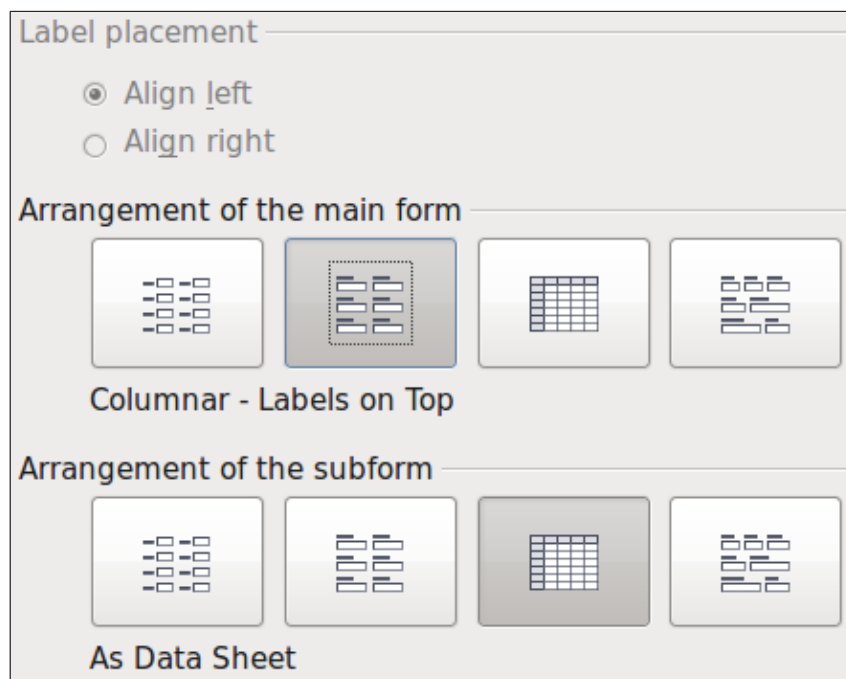 Label placement
Align left
Align right
Arrangement of the main form
Columnar - Labels on Top
Arrangement of the subform
As Data Sheet